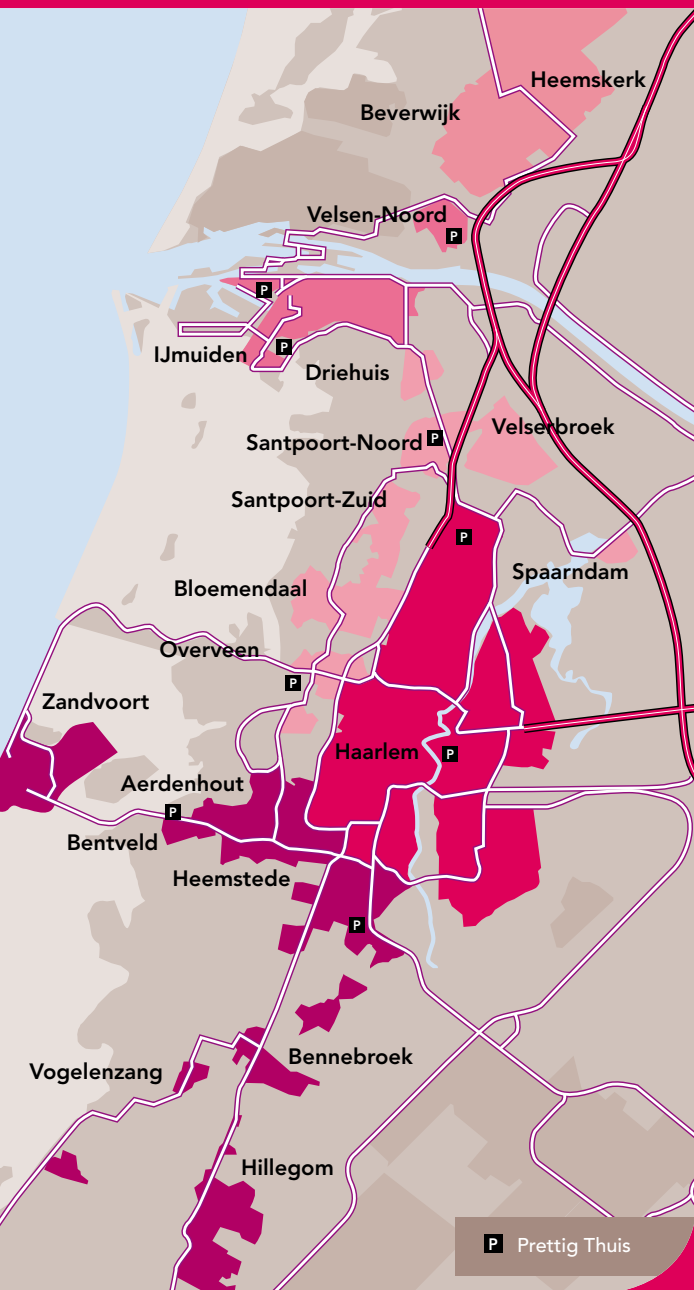 Heemskerk
Beverwijk
Velsen-Noord
P
P
IJmuiden
P
Driehuis
Velserbroek
Santpoort-Noord P
Santpoort-Zuid
P
Spaarndam
Bloemendaal
Overveen
P
Zandvoort
Haarlem P
Aerdenhout
P
Bentveld
Heemstede
P
Bennebroek
Vogelenzang
Hillegom
P Prettig Thuis